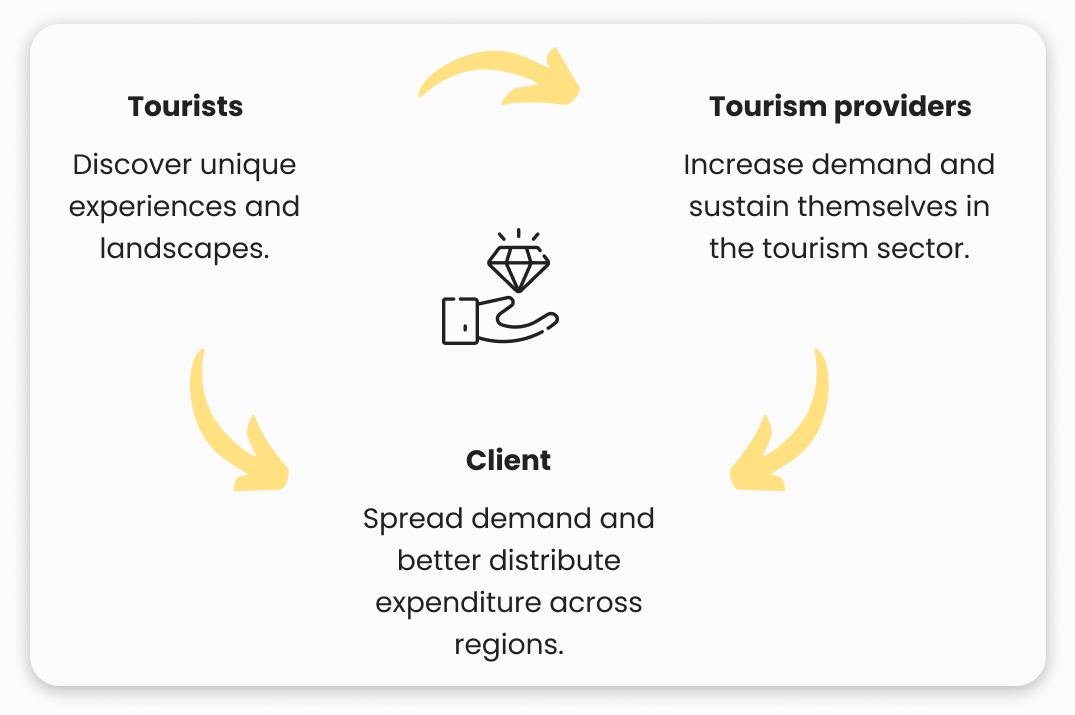 Tourists
Discover unique
experiences and
landscapes.
Tourism providers
Increase demand and
sustain themselves in
the tourism sector.
Client
Spread demand and
better distribute
expenditure across
regions.